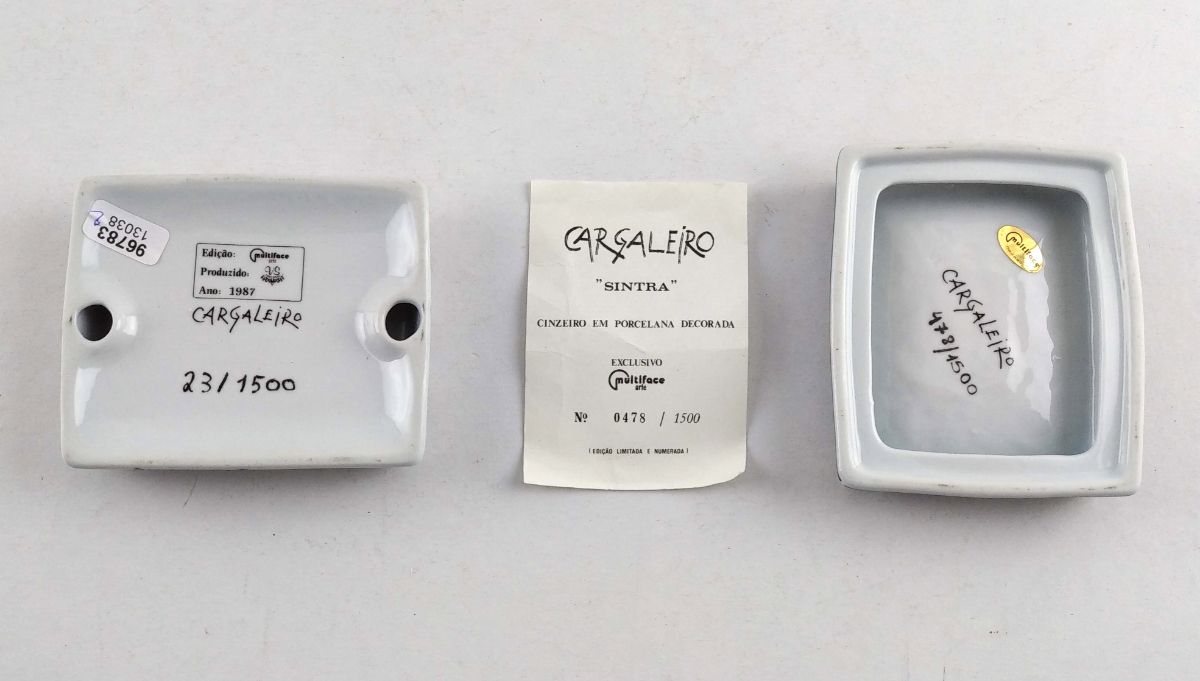 96783
13038
Edição: multiface
arte
Produzido:
Ano: 1987
CARGALEIRO
23/1500
CARGALEIRO
"SINTRA"
CINZEIRO EM PORCELANA DECORADA
EXCLUSIVO
multiface
arte
Nº 0478 / 1500
(EDIÇÃO LIMITADA E NUMERADA)
multiface
CARGALEIRO
478/1500